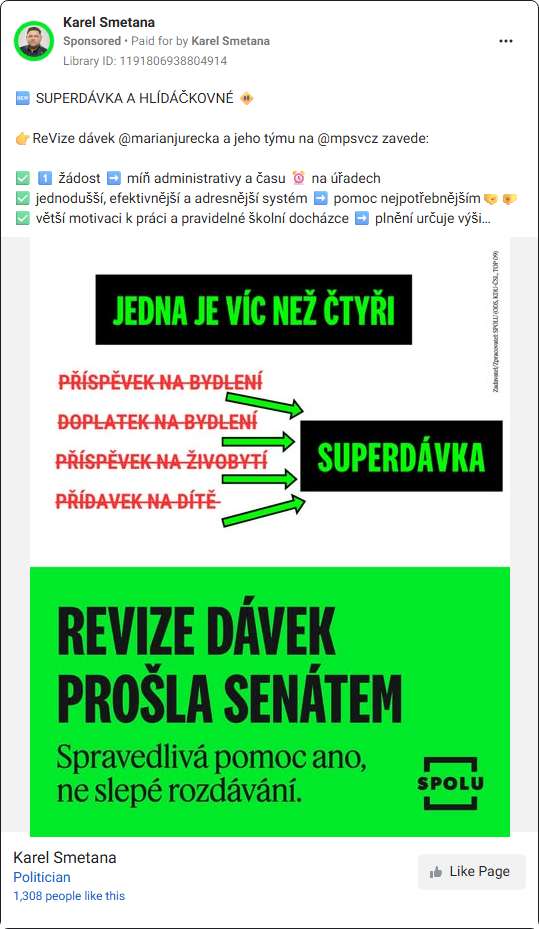 Karel Smetana
Sponsored • Paid for by Karel Smetana
Library ID: 1191806938804914
🆕 SUPERDÁVKA A HLÍDÁČKOVNÉ 🚸
👉ReVize dávek @marianjurecka a jeho týmu na @mpsvcz zavede:
✅ 1️⃣ žádost ➡️ míň administrativy a času ⏰ na úřadech
✅ jednodušší, efektivnější a adresnější systém ➡️ pomoc nejpotřebnějším🤝🤝
✅ větší motivaci k práci a pravidelné školní docházce ➡️ plnění určuje výši…
Zadavatel/Zpracovatel: SPOLU (ODS, KDU-ČSL, TOP 09)
JEDNA JE VÍC NEŽ ČTYŘI
PŘÍSPĚVEK NA BYDLENÍ
DOPLATEK NA BYDLENÍ
PŘÍSPĚVEK NA ŽIVOBYTÍ
PŘÍDAVEK NA DÍTĚ
SUPERDÁVKA
REVIZE DÁVEK
PROŠLA SENÁTEM
Spravedlivá pomoc ano,
ne slepé rozdávání.
SPOLU
Karel Smetana
Politician
1,308 people like this
Like Page